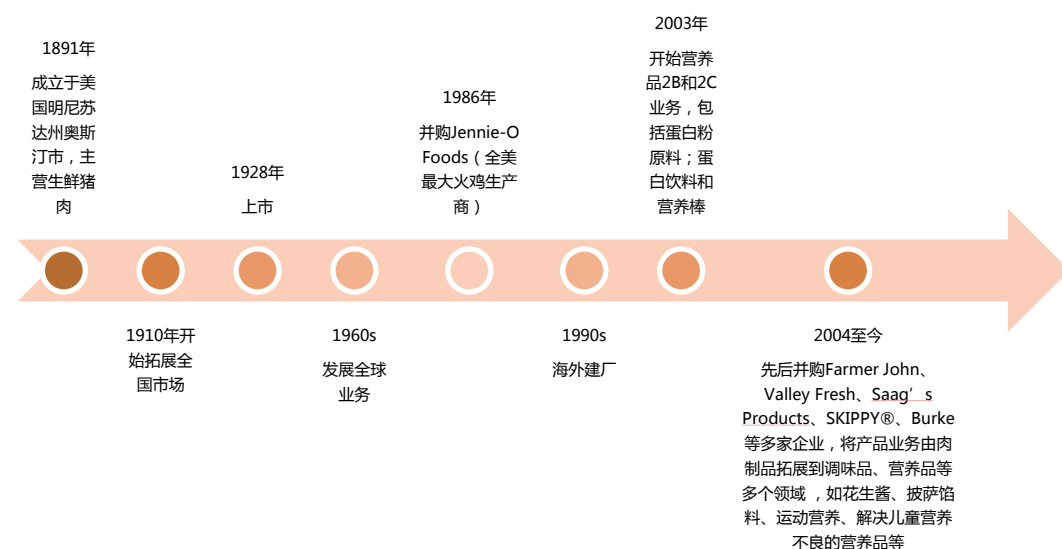 1891年
成立于美
国明尼苏
达州奥斯
汀市，主
营生鲜猪
肉
1910年开
始拓展全
国市场
1928年
上市
1960s
发展全球
业务
1986年
并购Jennie-O
Foods（全美
最大火鸡生产
商）
1990s
海外建厂
2003年
开始营养
品2B和2C
业务，包
括蛋白粉
原料；蛋
白饮料和
营养棒
2004至今
先后并购Farmer John、
Valley Fresh、Saag’s
Products、SKIPPY®、Burke
等多家企业，将产品业务由肉
制品拓展到调味品、营养品等
多个领域 ，如花生酱、披萨馅
料、运动营养、解决儿童营养
不良的营养品等